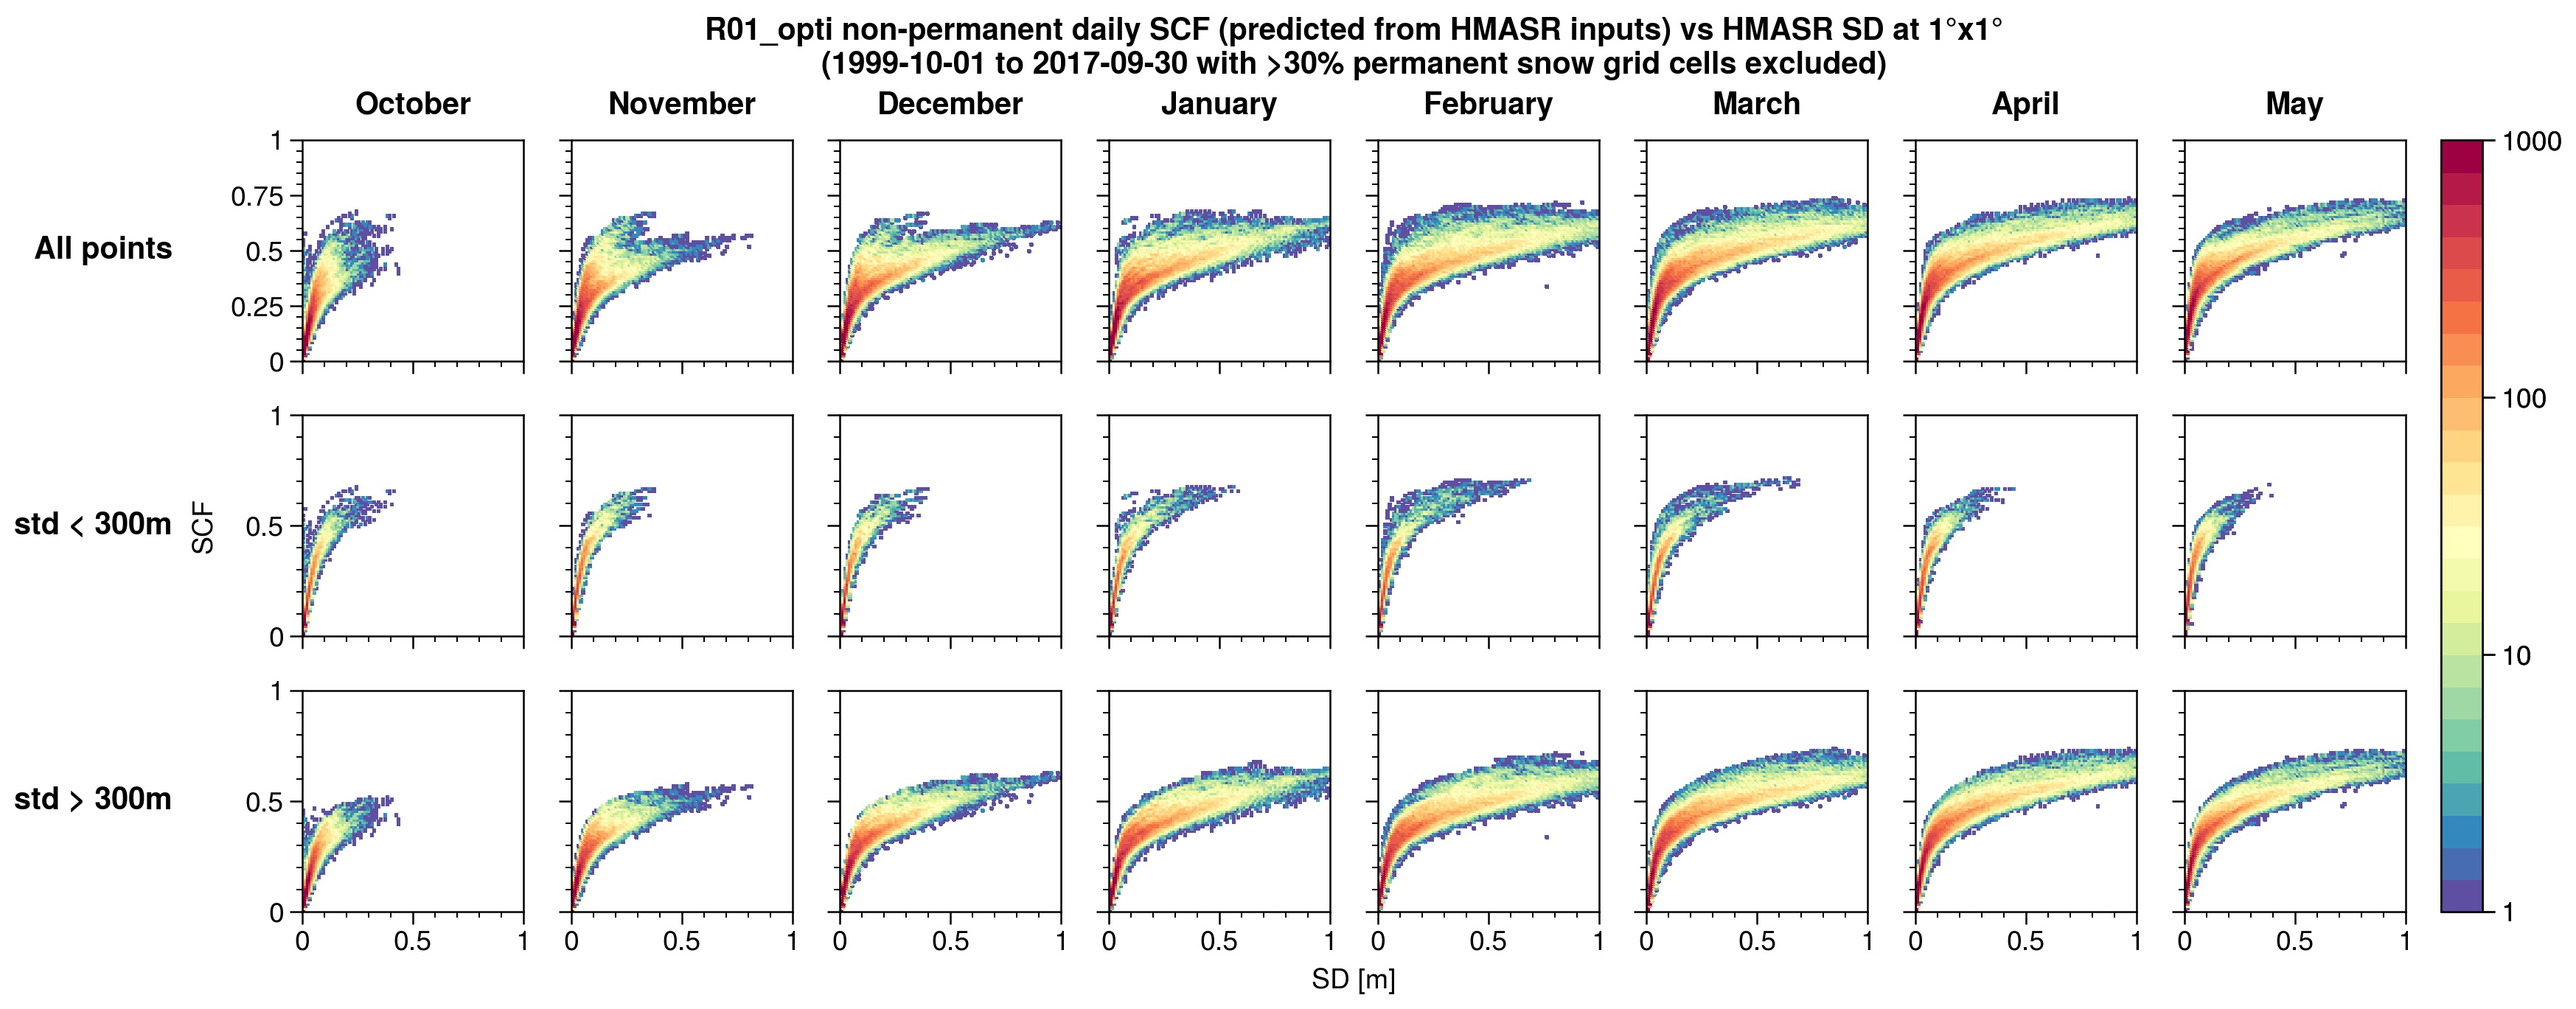 R01_opti non-permanent daily SCF (predicted from HMASR inputs) vs HMASR SD at 1°x1°
(1999-10-01 to 2017-09-30 with >30% permanent snow grid cells excluded)
October November December January February March April May
All points
1
0.75
0.5
0.25
0
std < 300m
SCF
1
0.5
0
std > 300m
1
0.5
0
0 0.5 1 0 0.5 1 0 0.5 1 0 0.5 1 0 0.5 1 0 0.5 1 0 0.5 1 0 0.5 1
SD [m]
1000
100
10
1